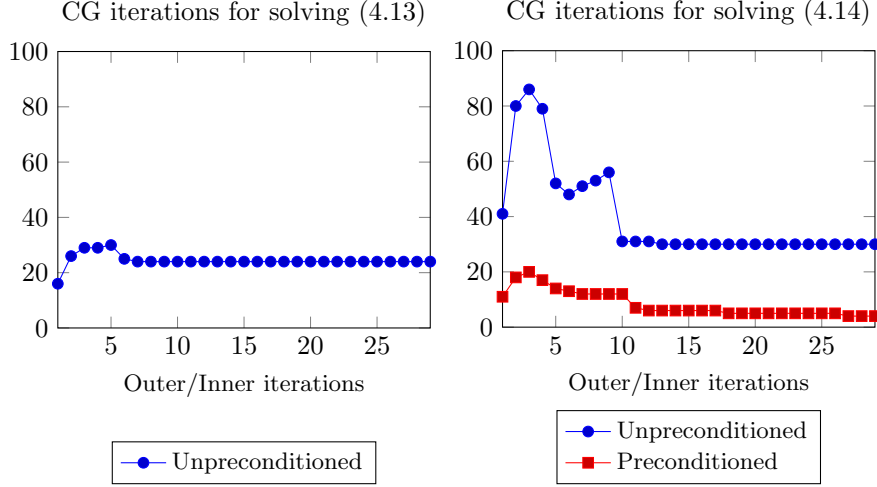 CG iterations for solving (4.13)
100
80
60
40
20
0
5 10 15 20 25
Outer/Inner iterations
Unpreconditioned
CG iterations for solving (4.14)
100
80
60
40
20
0
5 10 15 20 25
Outer/Inner iterations
Unpreconditioned
Preconditioned